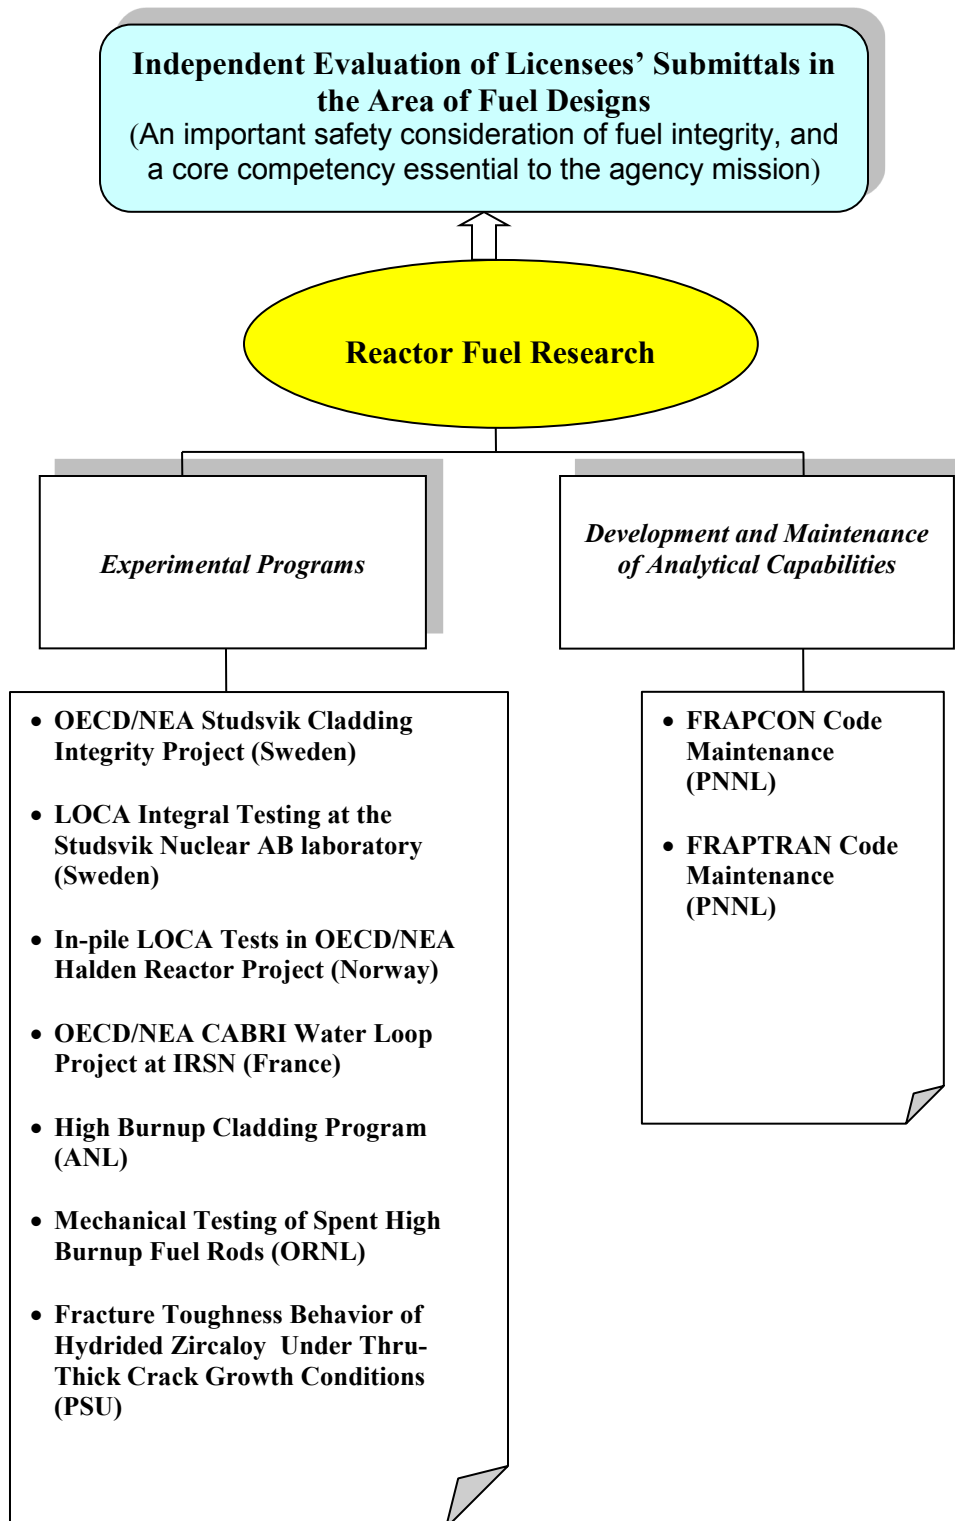 Independent Evaluation of Licensees’ Submittals in
the Area of Fuel Designs
(An important safety consideration of fuel integrity, and
a core competency essential to the agency mission)
Reactor Fuel Research
Experimental Programs
Development and Maintenance
of Analytical Capabilities
• OECD/NEA Studsvik Cladding
Integrity Project (Sweden)
• LOCA Integral Testing at the
Studsvik Nuclear AB laboratory
(Sweden)
• In-pile LOCA Tests in OECD/NEA
Halden Reactor Project (Norway)
• OECD/NEA CABRI Water Loop
Project at IRSN (France)
• High Burnup Cladding Program
(ANL)
• Mechanical Testing of Spent High
Burnup Fuel Rods (ORNL)
• Fracture Toughness Behavior of
Hydrided Zircaloy  Under Thru-
Thick Crack Growth Conditions
(PSU)
• FRAPCON Code
Maintenance
(PNNL)
• FRAPTRAN Code
Maintenance
(PNNL)